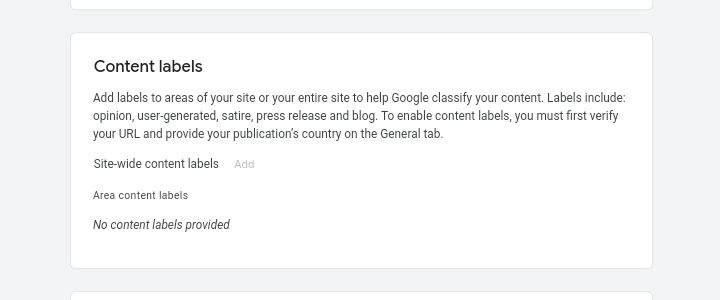 Content labels
Add labels to areas of your site or your entire site to help Google classify your content. Labels include:
opinion, user-generated, satire, press release and blog. To enable content labels, you must first verify
your URL and provide your publication's country on the General tab.
Site-wide content labels Add
Area content labels
No content labels provided